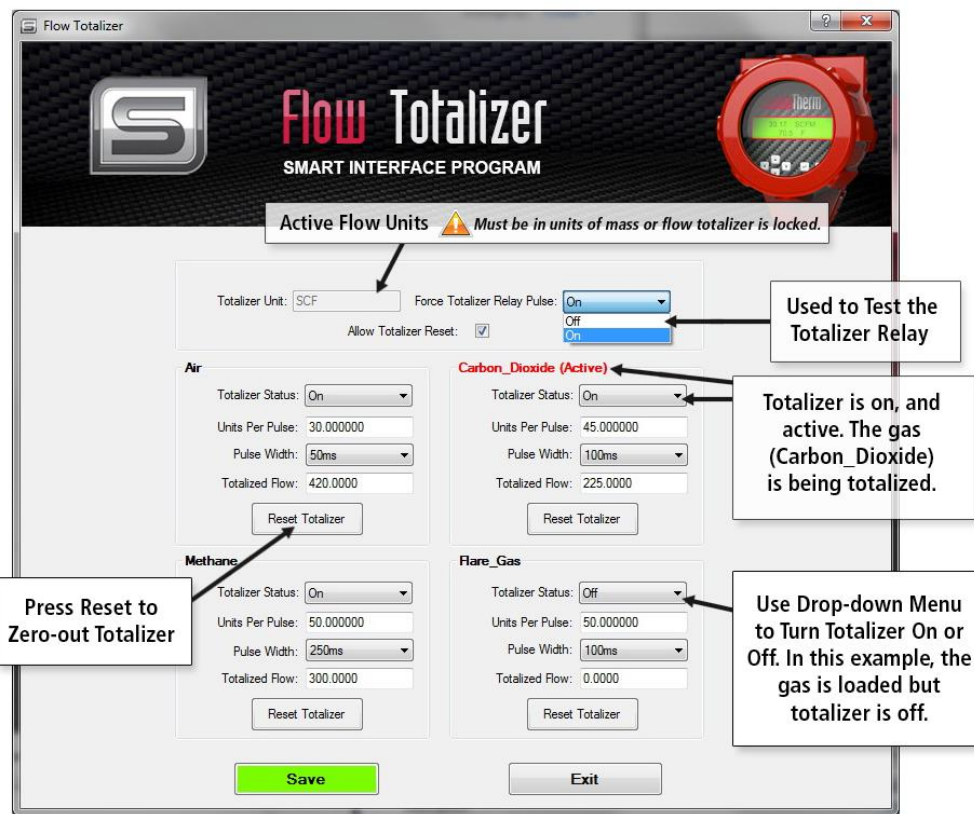 Flow Totalizer
?
X
S
Flow Totalizer
SMART INTERFACE PROGRAM
Therm
Active Flow Units
! Must be in units of mass or flow totalizer is locked.
Totalizer Unit: SCF
Force Totalizer Relay Pulse: On
Off
On
Allow Totalizer Reset:
Used to Test the
Totalizer Relay
Air
Totalizer Status: On
Units Per Pulse: 30.000000
Pulse Width: 50ms
Totalized Flow: 420.0000
Reset Totalizer
Carbon_Dioxide (Active)
Totalizer Status: On
Units Per Pulse: 45.000000
Pulse Width: 100ms
Totalized Flow: 225.0000
Reset Totalizer
Totalizer is on, and
active. The gas
(Carbon_Dioxide)
is being totalized.
Methane
Totalizer Status: On
Units Per Pulse: 50.000000
Pulse Width: 250ms
Totalized Flow: 300.0000
Reset Totalizer
Press Reset to
Zero-out Totalizer
Flare_Gas
Totalizer Status: Off
Units Per Pulse: 50.000000
Pulse Width: 100ms
Totalized Flow: 0.0000
Reset Totalizer
Use Drop-down Menu
to Turn Totalizer On or
Off. In this example, the
gas is loaded but
totalizer is off.
Save
Exit